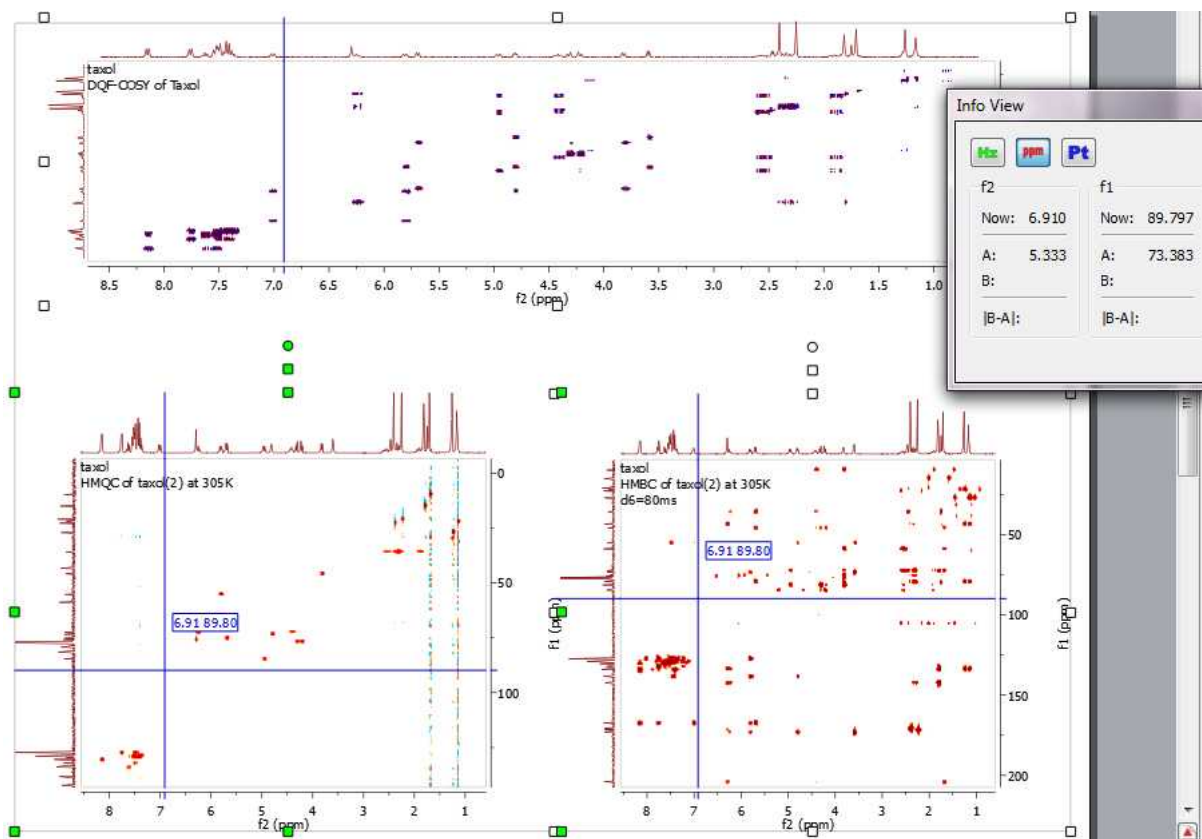 taxol
DQF-COSY of Taxol
8.5 8.0 7.5 7.0 6.5 6.0 5.5 5.0 4.5 4.0 3.5 3.0 2.5 2.0 1.5 1.0
f2 (ppm)
Info View
Hz ppm Pt
f2 f1
Now: 6.910 Now: 89.797
A: 5.333 A: 73.383
B: B:
|B-A|: |B-A|:
taxol
HMQC of taxol(2) at 305K
6.91 89.80
0
50
100
f1 (ppm)
8 7 6 5 4 3 2 1
f2 (ppm)
taxol
HMBC of taxol(2) at 305K
d6=80ms
6.91 89.80
50
100
150
200
f1 (ppm)
8 7 6 5 4 3 2 1
f2 (ppm)